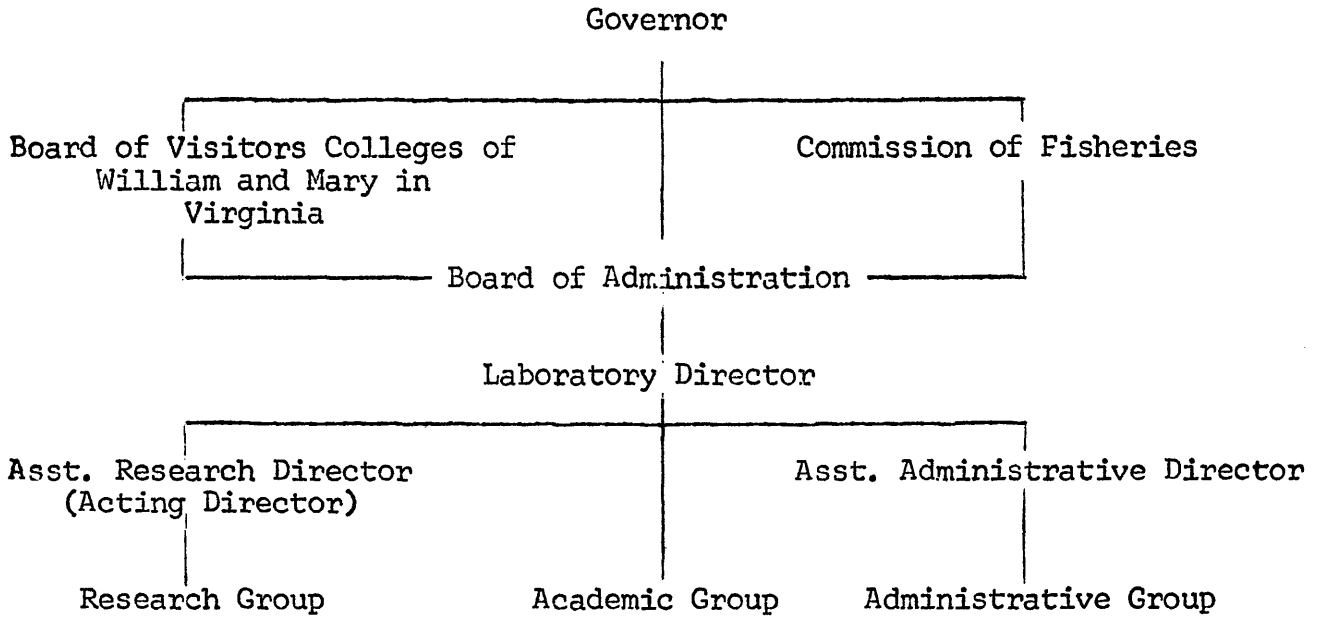 Governor
Board of Visitors Colleges of
William and Mary in
Virginia
Commission of Fisheries
Board of Administration
Laboratory Director
Asst. Research Director
(Acting Director)
Asst. Administrative Director
Research Group
Academic Group
Administrative Group